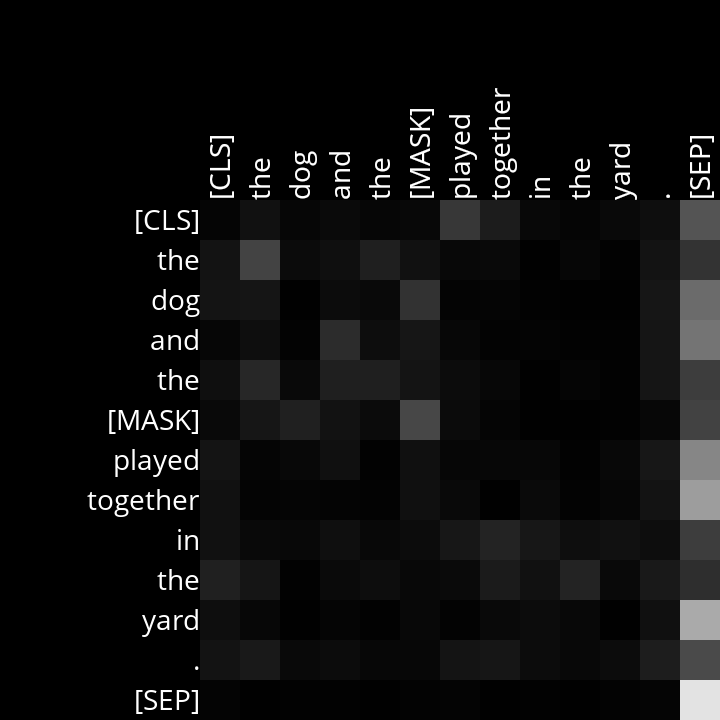 [CLS] the dog and the [MASK] played together in the yard . [SEP]
[CLS]
the
dog
and
the
[MASK]
played
together
in
the
yard
.
[SEP]